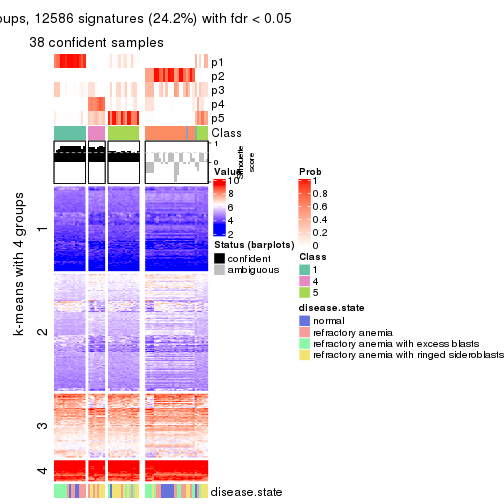 oups, 12586 signatures (24.2%) with fdr < 0.05
38 confident samples
p1
p2
p3
p4
p5
Class
1
0
Silhouette
score
k-means with 4 groups
1
2
3
4
disease.state
Value
10
8
6
4
2
Status (barplots)
confident
ambiguous
Prob
1
0.8
0.6
0.4
0.2
0
Class
1
4
5
disease.state
normal
refractory anemia
refractory anemia with excess blasts
refractory anemia with ringed sideroblasts